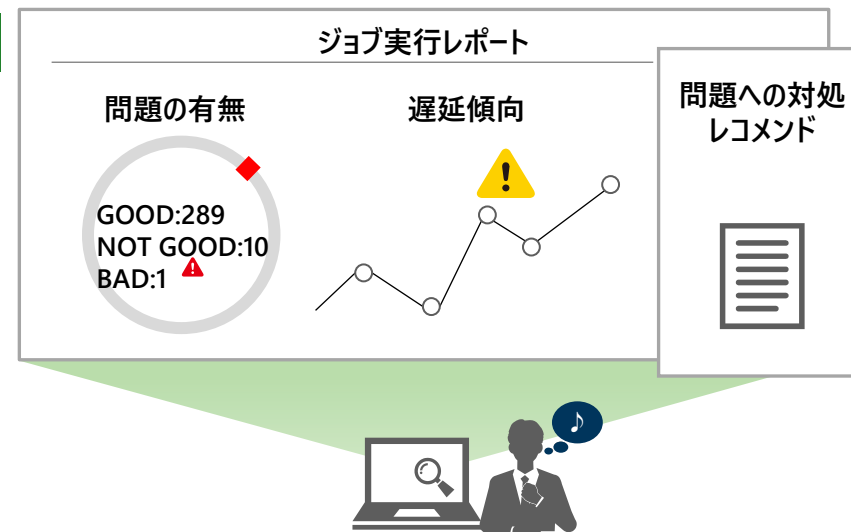 ジョブ実行レポート
問題の有無
GOOD:289
NOT GOOD:10
BAD:1
遅延傾向
問題への対処
レコメンド